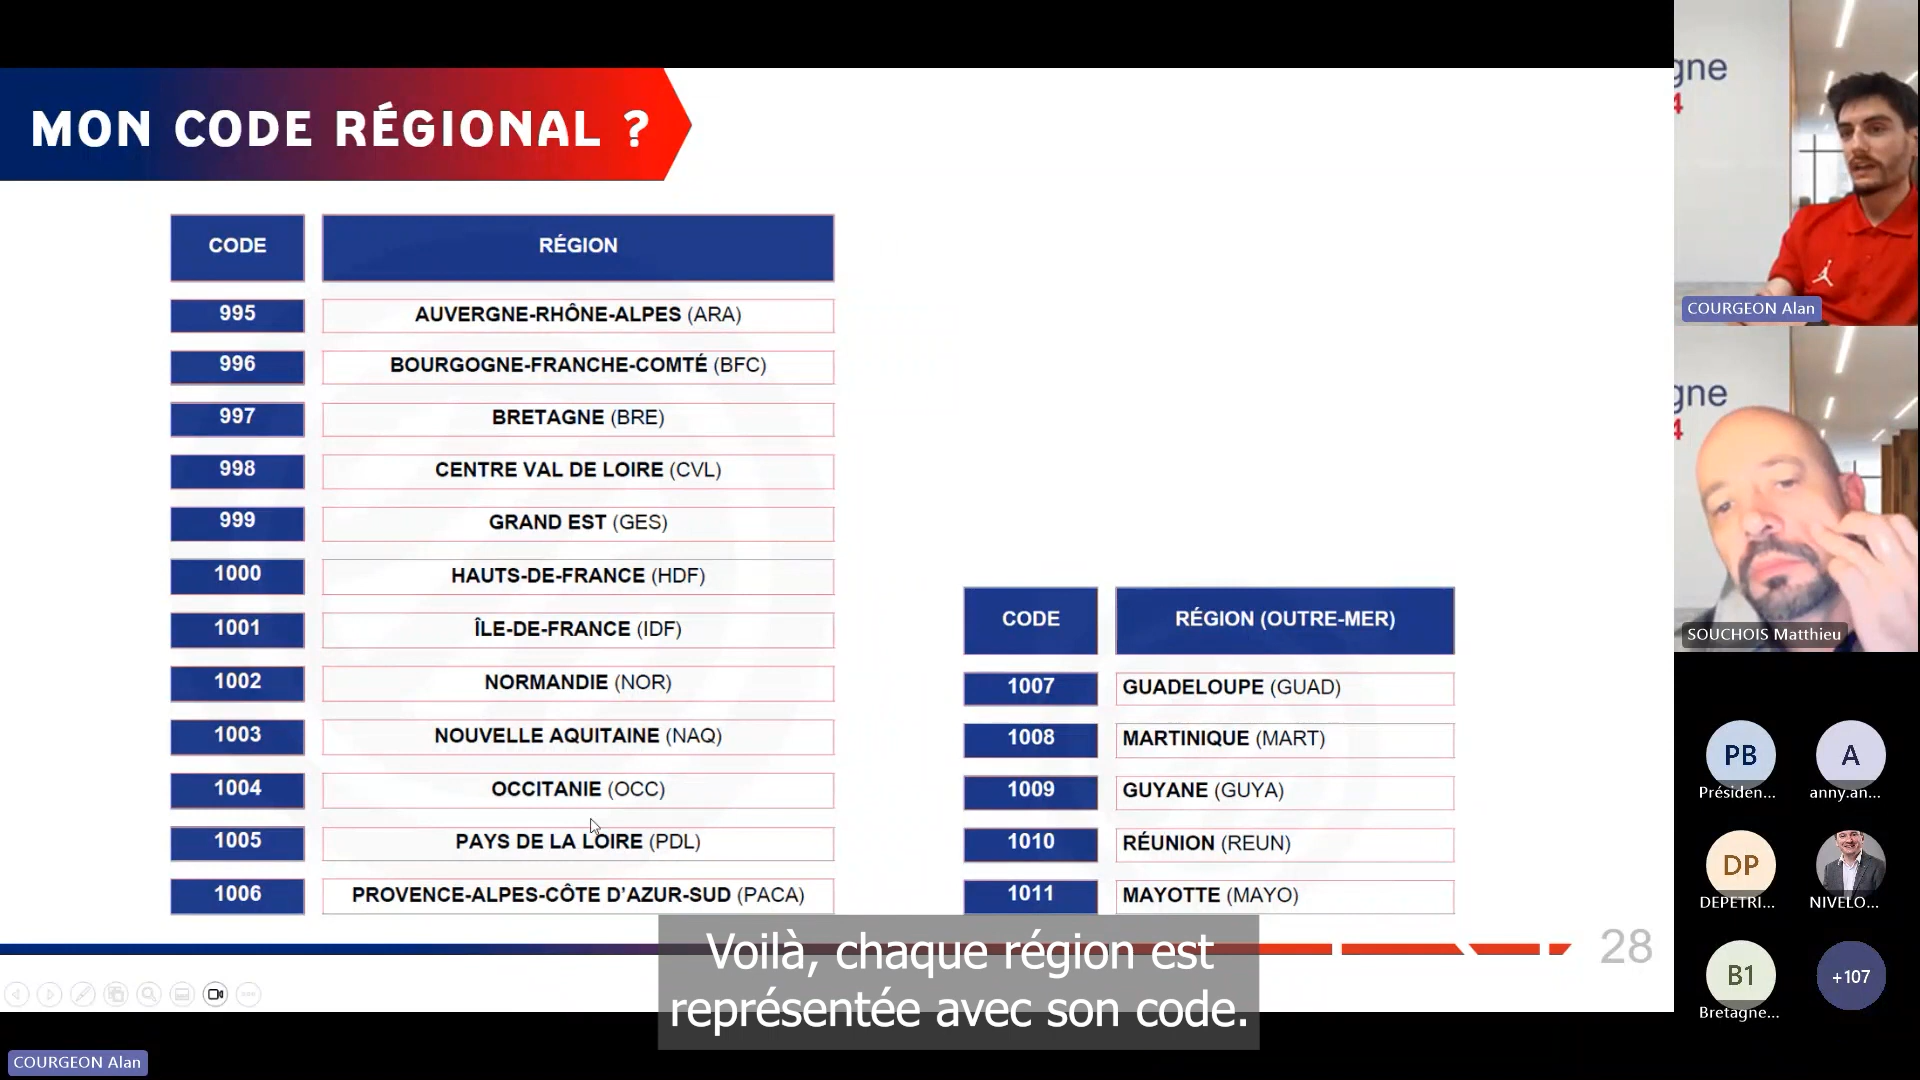 MON CODE RÉGIONAL ?
CODE RÉGION
995 AUVERGNE-RHÔNE-ALPES (ARA)
996 BOURGOGNE-FRANCHE-COMTÉ (BFC)
997 BRETAGNE (BRE)
998 CENTRE VAL DE LOIRE (CVL)
999 GRAND EST (GES)
1000 HAUTS-DE-FRANCE (HDF)
1001 ÎLE-DE-FRANCE (IDF)
1002 NORMANDIE (NOR)
1003 NOUVELLE AQUITAINE (NAQ)
1004 OCCITANIE (OCC)
1005 PAYS DE LA LOIRE (PDL)
1006 PROVENCE-ALPES-CÔTE D'AZUR-SUD (PACA)
CODE RÉGION (OUTRE-MER)
1007 GUADELOUPE (GUAD)
1008 MARTINIQUE (MART)
1009 GUYANE (GUYA)
1010 RÉUNION (REUN)
1011 MAYOTTE (MAYO)
28
Voilà, chaque région est
représentée avec son code.
COURGEON Alan
gne
4
COURGEON Alan
gne
4
SOUCHOIS Matthieu
PB
Présiden...
A
anny.an...
DP
DEPETRI...
NIVELO...
B1
Bretagne...
+107